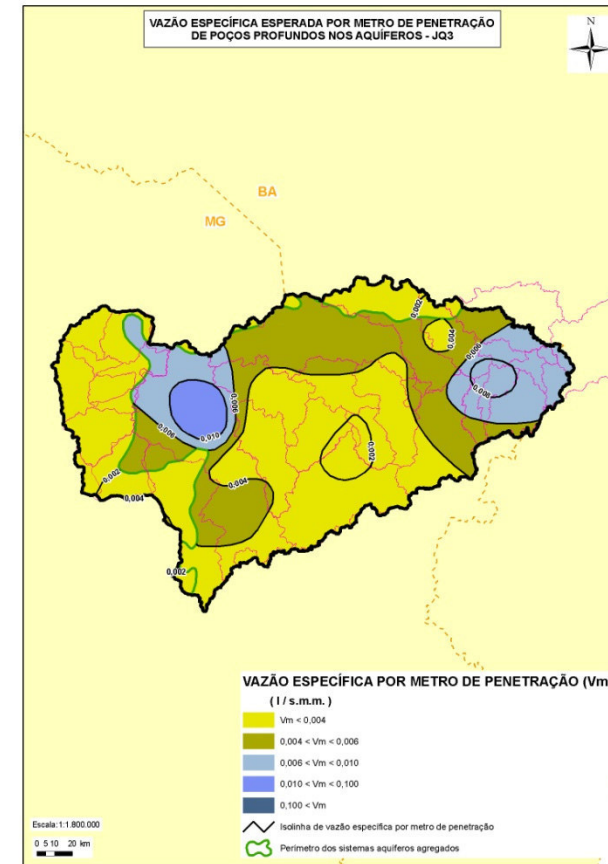 VAZÃO ESPECÍFICA ESPERADA POR METRO DE PENETRAÇÃO
DE POÇOS PROFUNDOS NOS AQUÍFEROS - JQ3
N
BA
MG
0,002
0,004
0,006
0,008
0,006
0,010
0,006
0,002
0,002
0,004
0,004
0,002
VAZÃO ESPECÍFICA POR METRO DE PENETRAÇÃO (Vm
( l / s.m.m. )
Vm < 0,004
0,004 < Vm < 0,006
0,006 < Vm < 0,010
0,010 < Vm < 0,100
0,100 < Vm
Isolinha de vazão específica por metro de penetração
Perímetro dos sistemas aquíferos agregados
Escala: 1:1.800.000
0 5 10 20 km